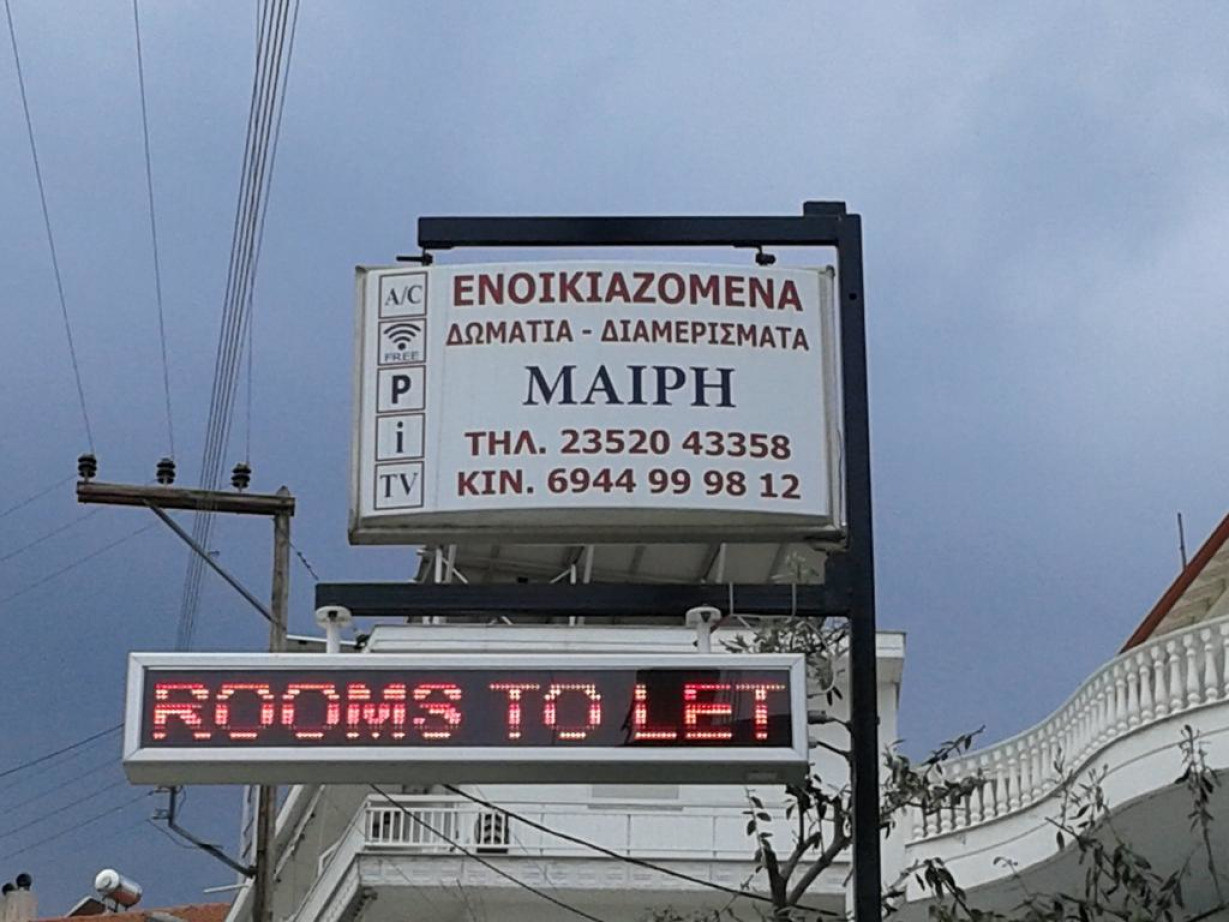 A/C
FREE
P
i
TV
ΕΝΟΙΚΙΑΖΟΜΕΝΑ
ΔΩΜΑΤΙΑ - ΔΙΑΜΕΡΙΣΜΑΤΑ
ΜΑΙΡΗ
ΤΗΛ. 23520 43358
ΚΙΝ. 6944 99 98 12
ROOMS TO LET